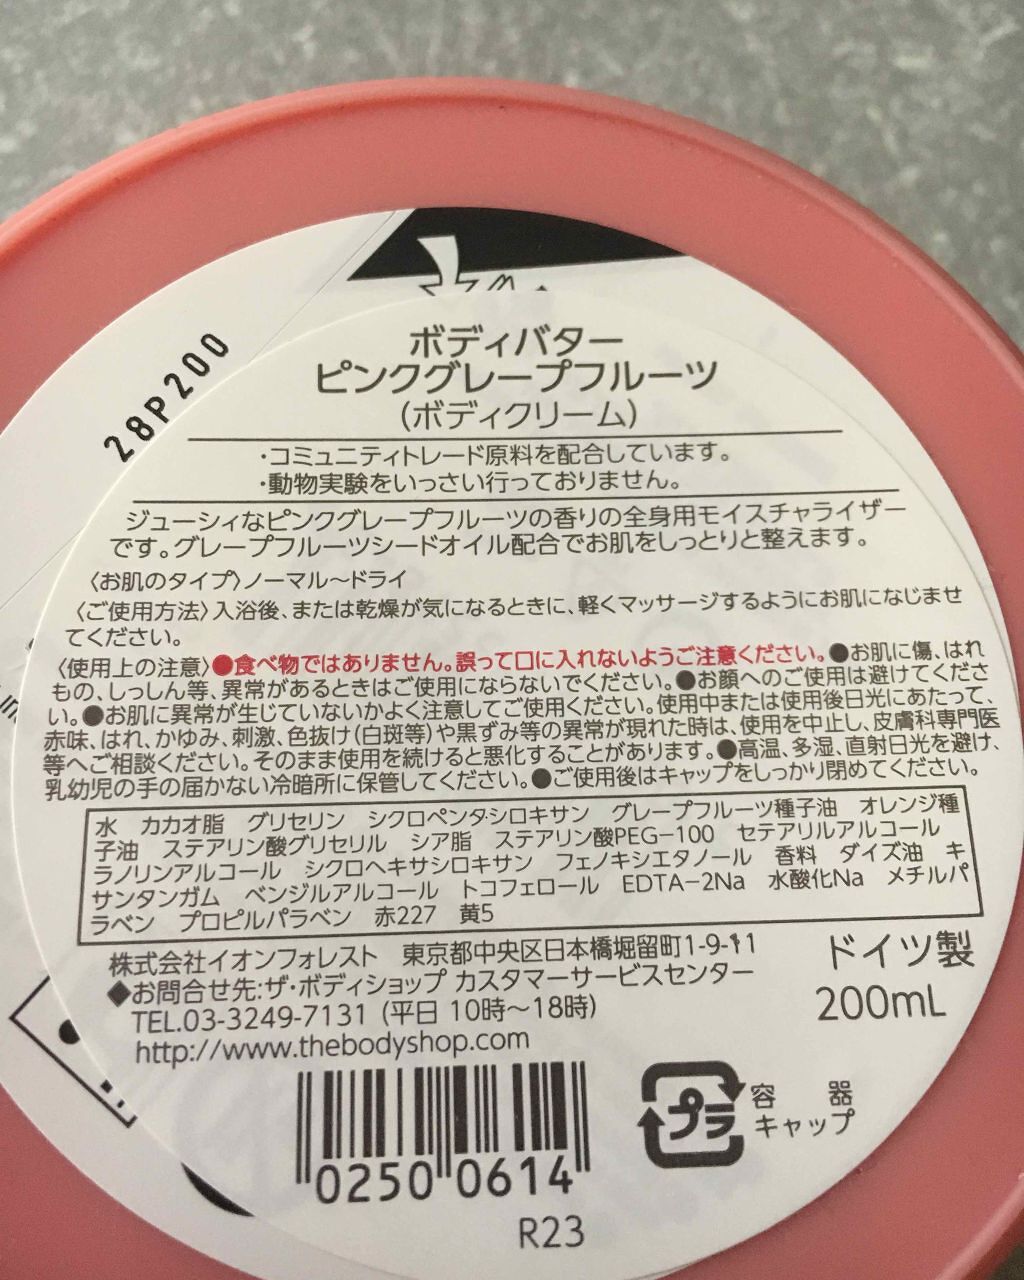 28P200
ボディバター
ピンクグレープフルーツ
(ボディクリーム)
・コミュニティトレード原料を配合しています。
・動物実験をいっさい行っておりません。
ジューシィなピンクグレープフルーツの香りの全身用モイスチャライザー
です。グレープフルーツシードオイル配合でお肌をしっとりと整えます。
〈お肌のタイプ〉ノーマル～ドライ
〈ご使用方法〉入浴後、または乾燥が気になるときに、軽くマッサージするようにお肌になじませ
てください。
〈使用上の注意〉●食べ物ではありません。誤って口に入れないようご注意ください。●お肌に傷、はれ
もの、しっしん等、異常があるときはご使用にならないでください。●お顔へのご使用は避けてくださ
い。●お肌に異常が生じていないかよく注意してご使用ください。使用中または使用後日光にあたって、
赤味、はれ、かゆみ、刺激、色抜け(白斑等)や黒ずみ等の異常が現れた時は、使用を中止し、皮膚科専門医
等へご相談ください。そのまま使用を続けると悪化することがあります。●高温、多湿、直射日光を避け、
乳幼児の手の届かない冷暗所に保管してください。●ご使用後はキャップをしっかり閉めてください。
水 カカオ脂 グリセリン シクロペンタシロキサン グレープフルーツ種子油 オレンジ種
子油 ステアリン酸グリセリル シア脂 ステアリン酸PEG-100 セテアリルアルコール
ラノリンアルコール シクロヘキサシロキサン フェノキシエタノール 香料 ダイズ油 キ
サンタンガム ベンジルアルコール トコフェロール EDTA-2Na 水酸化Na メチルパ
ラベン プロピルパラベン 赤227 黄5
株式会社イオンフォレスト 東京都中央区日本橋堀留町1-9-11
◆お問合せ先:ザ・ボディショップ カスタマーサービスセンター
TEL.03-3249-7131 (平日 10時～18時)
http://www.thebodyshop.com
ドイツ製
200mL
0250 0614
プラ
容器
キャップ
R23